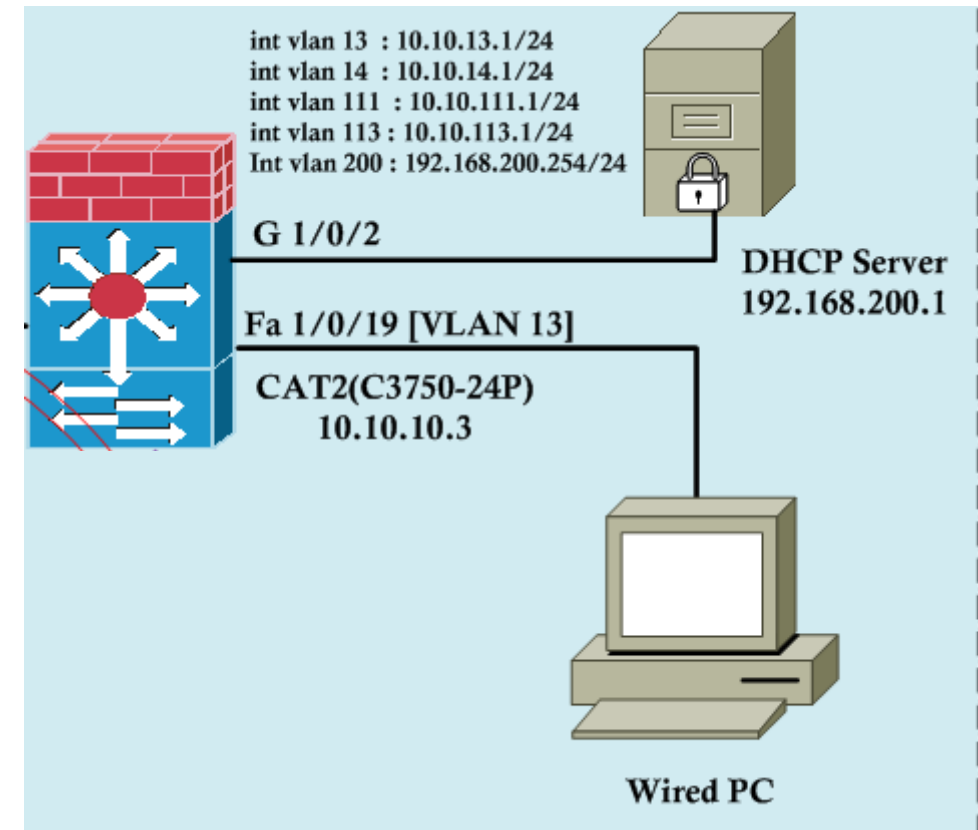 int vlan 13 : 10.10.13.1/24
int vlan 14 : 10.10.14.1/24
int vlan 111 : 10.10.111.1/24
int vlan 113 : 10.10.113.1/24
Int vlan 200 : 192.168.200.254/24
G 1/0/2
DHCP Server
192.168.200.1
Fa 1/0/19 [VLAN 13]
CAT2(C3750-24P)
10.10.10.3
Wired PC